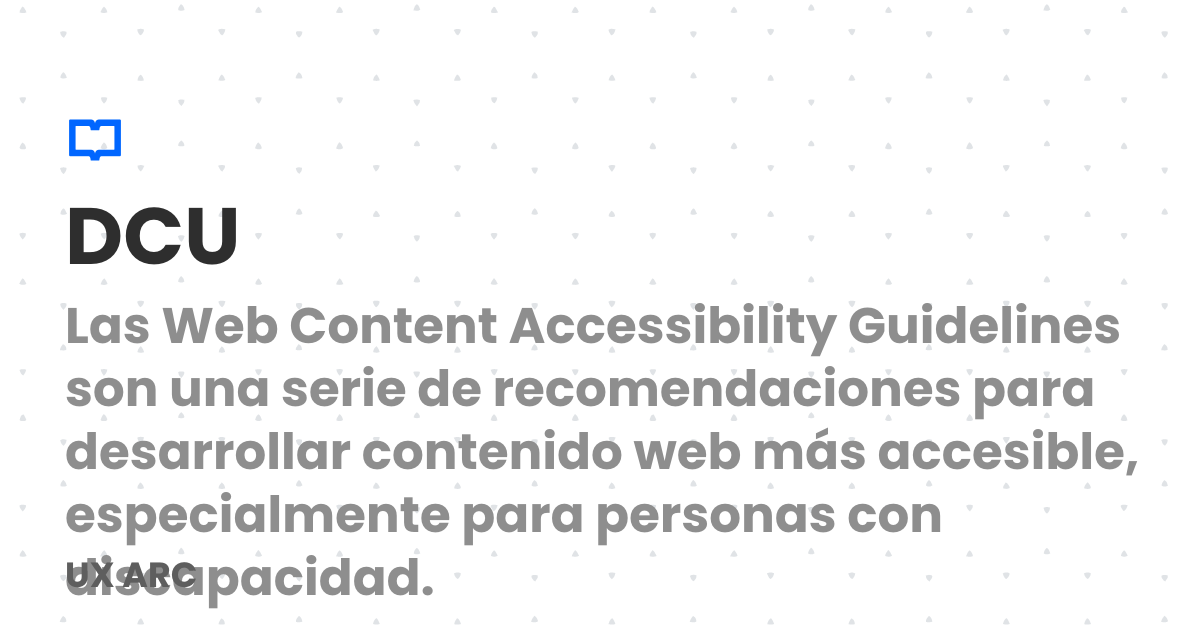 DCU
Las Web Content Accessibility Guidelines
son una serie de recomendaciones para
desarrollar contenido web más accesible,
especialmente para personas con
discapacidad.
UX ARC